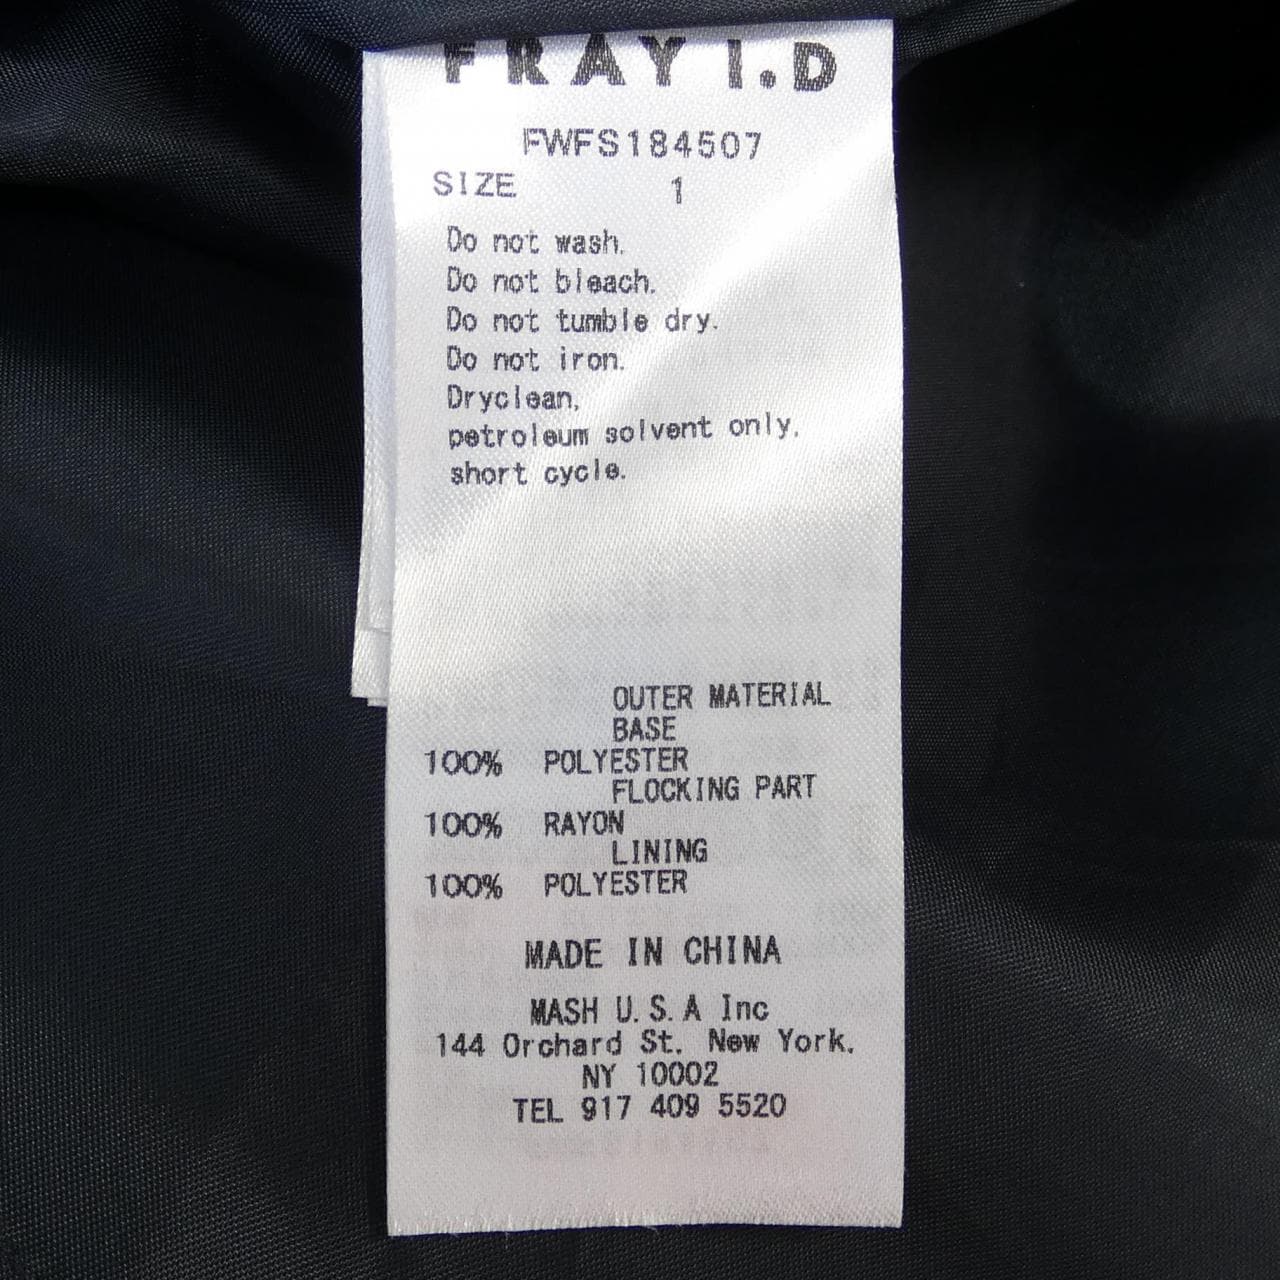 FRAY I.D
FWFS184507
SIZE 1
Do not wash.
Do not bleach.
Do not tumble dry.
Do not iron.
Dryclean,
petroleum solvent only,
short cycle.
OUTER MATERIAL
BASE
100% POLYESTER
FLOCKING PART
100% RAYON
LINING
100% POLYESTER
MADE IN CHINA
MASH U.S.A Inc
144 Orchard St. New York.
NY 10002
TEL 917 409 5520